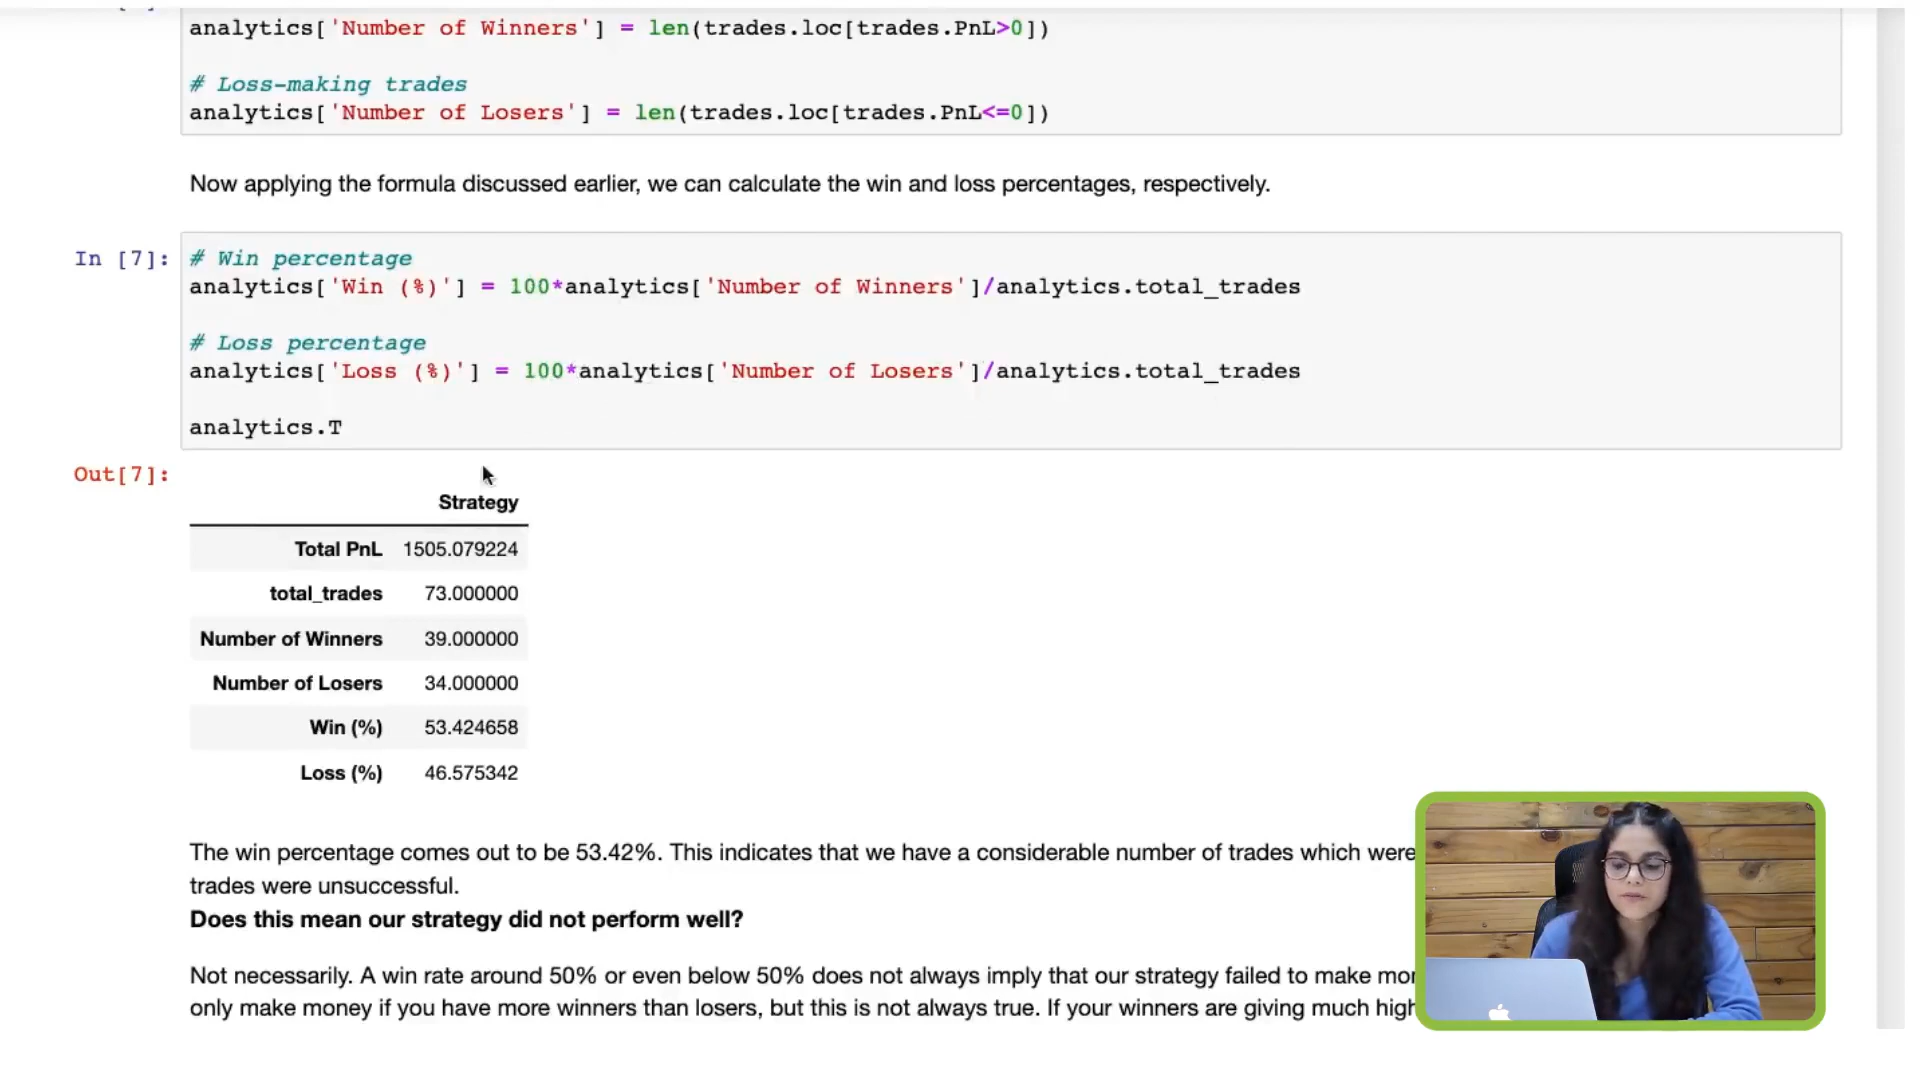 analytics['Number of Winners'] = len(trades.loc[trades.PnL>0])
# Loss-making trades
analytics['Number of Losers'] = len(trades.loc[trades.PnL<=0])
Now applying the formula discussed earlier, we can calculate the win and loss percentages, respectively.
In [7]: # Win percentage
analytics['Win (%)'] = 100*analytics['Number of Winners']/analytics.total_trades
# Loss percentage
analytics['Loss (%)'] = 100*analytics['Number of Losers']/analytics.total_trades
analytics.T
Out[7]:
Strategy
Total PnL 1505.079224
total_trades 73.000000
Number of Winners 39.000000
Number of Losers 34.000000
Win (%) 53.424658
Loss (%) 46.575342
The win percentage comes out to be 53.42%. This indicates that we have a considerable number of trades which were
trades were unsuccessful.
Does this mean our strategy did not perform well?
Not necessarily. A win rate around 50% or even below 50% does not always imply that our strategy failed to make
only make money if you have more winners than losers, but this is not always true. If your winners are giving much